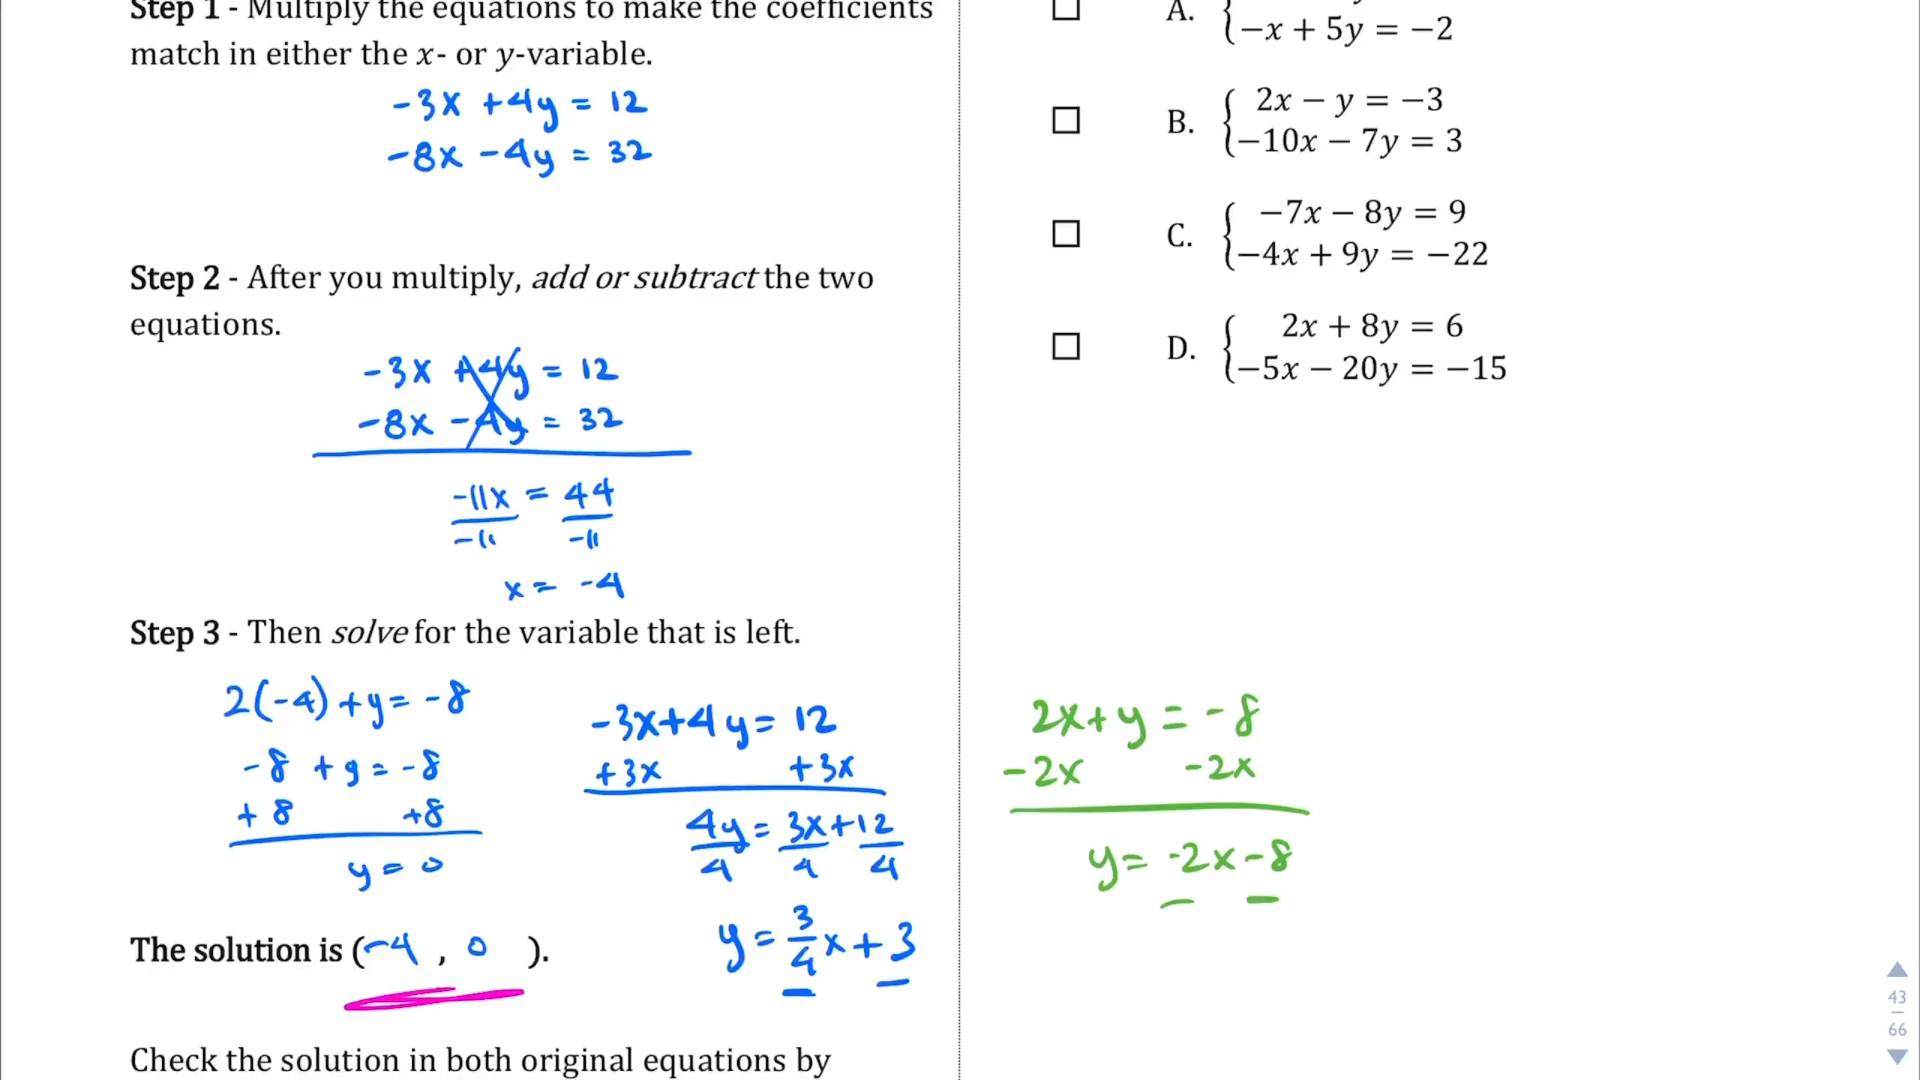 Step 1 - Multiply the equations to make the coefficients
match in either the x- or y-variable.
-3x +4y = 12
-8x -4y = 32
Step 2 - After you multiply, add or subtract the two
equations.
-3x +4y = 12
-8x -4y = 32
-11x = 44
-11 -11
x = -4
Step 3 - Then solve for the variable that is left.
2(-4)+y= -8
-8 +y = -8
+8 +8
y = 0
-3x+4y= 12
+3x +3x
4y = 3x+12
4 4 4
y = 3/4 x + 3
The solution is (-4 , 0 ).
Check the solution in both original equations by
A.
−x + 5y = −2
B. 2x − y = −3
−10x − 7y = 3
C. −7x − 8y = 9
−4x + 9y = −22
D. 2x + 8y = 6
−5x − 20y = −15
2x+y = -8
-2x -2x
y= -2x-8
43
66